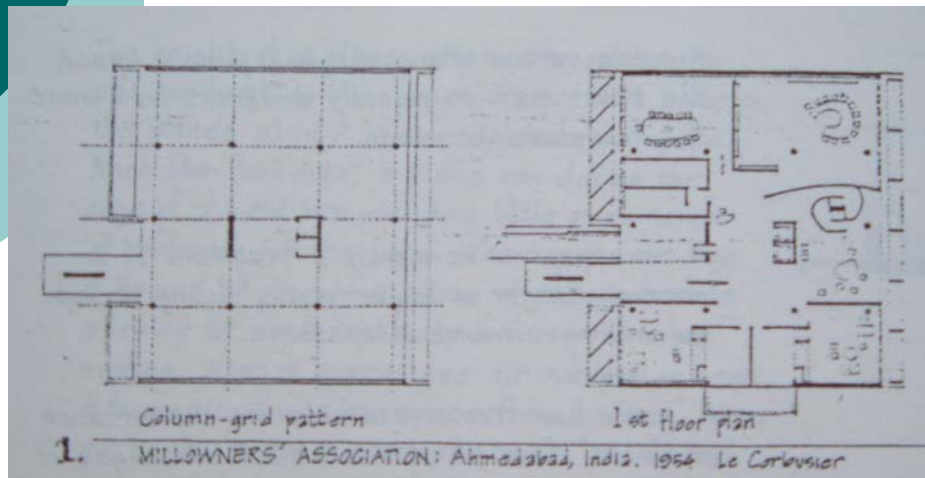 Column-grid pattern
1st floor plan
1. MILLOWNERS' ASSOCIATION: Ahmedabad, India. 1954 Le Corbusier